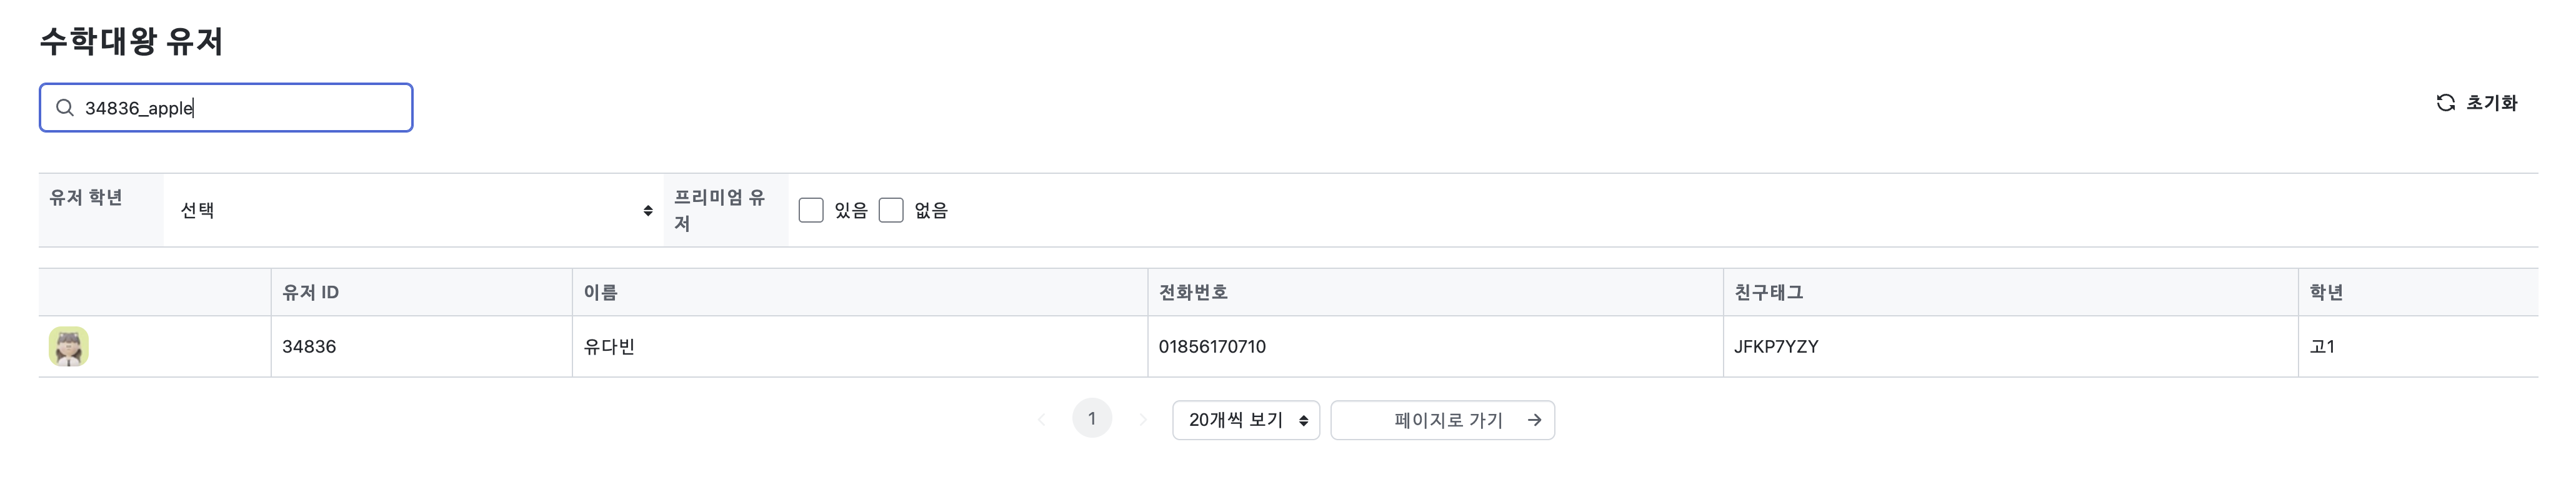 수학대왕 유저
34836_apple
초기화
유저 학년
선택
프리미엄 유
저
있음
없음
유저 ID
이름
전화번호
친구태그
학년
34836
유다빈
01856170710
JFKP7YZY
고1
1
20개씩 보기
페이지로 가기